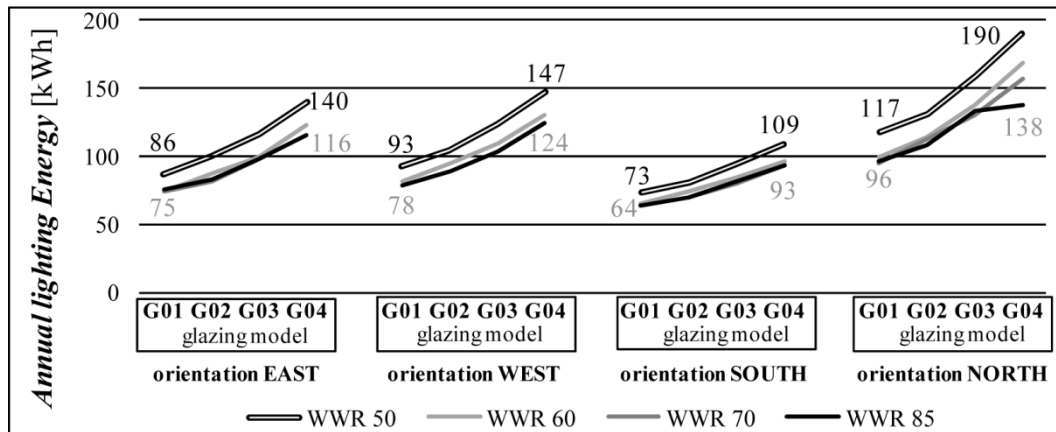 Annual lighting Energy [kWh]
200
150
100
50
0
86
140
75
116
93
147
78
124
73
109
64
93
117
190
96
138
G01 G02 G03 G04
glazing model
orientation EAST
G01 G02 G03 G04
glazing model
orientation WEST
G01 G02 G03 G04
glazing model
orientation SOUTH
G01 G02 G03 G04
glazing model
orientation NORTH
WWR 50 WWR 60 WWR 70 WWR 85